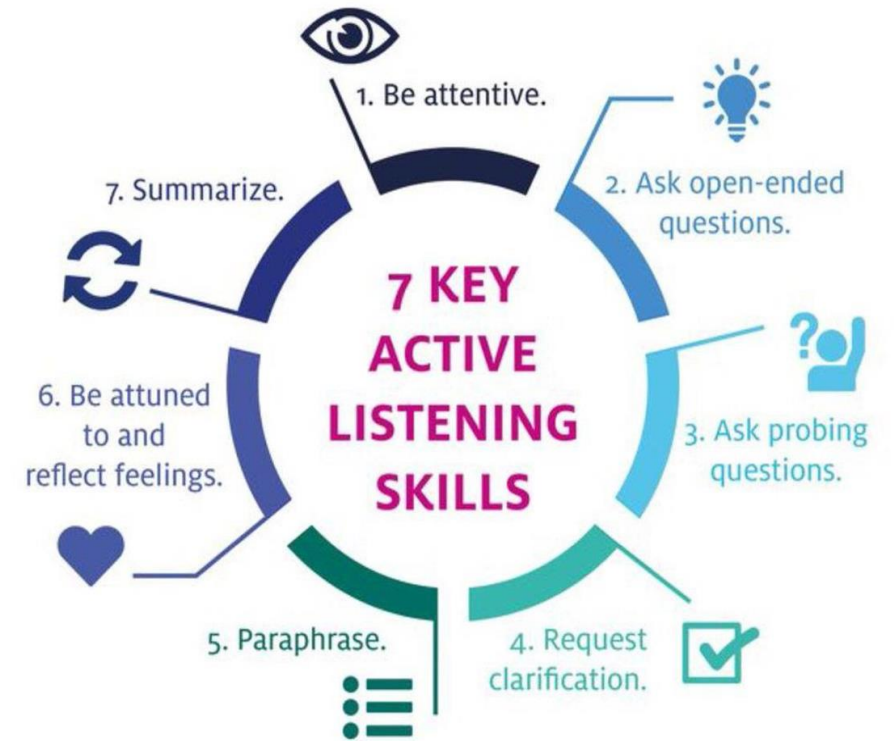 7 KEY
ACTIVE
LISTENING
SKILLS
1. Be attentive.
2. Ask open-ended
questions.
?
3. Ask probing
questions.
4. Request
clarification.
5. Paraphrase.
6. Be attuned
to and
reflect feelings.
7. Summarize.